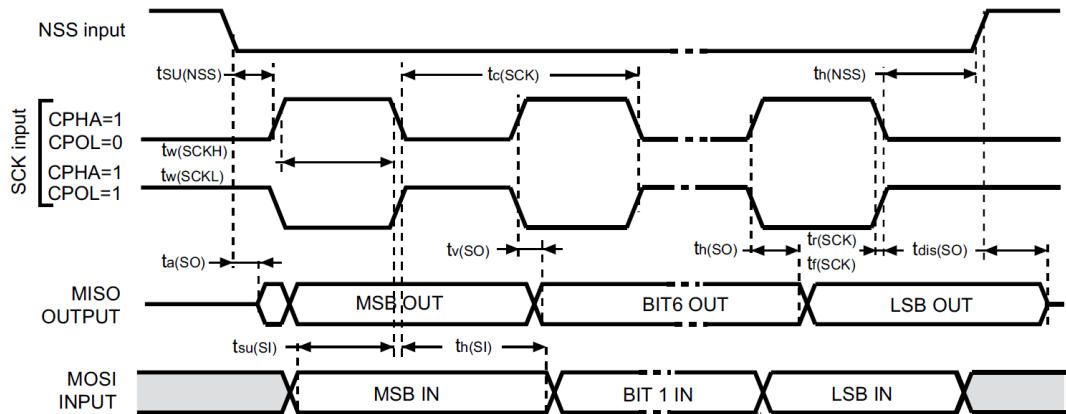 NSS input
tSU(NSS)
tc(SCK)
th(NSS)
SCK input
CPHA=1
CPOL=0
tw(SCKH)
CPHA=1
tw(SCKL)
CPOL=1
ta(SO)
tv(SO)
th(SO)
tr(SCK)
tf(SCK)
tdis(SO)
MISO
OUTPUT
MSB OUT
BIT6 OUT
LSB OUT
tsu(SI)
th(SI)
MOSI
INPUT
MSB IN
BIT 1 IN
LSB IN